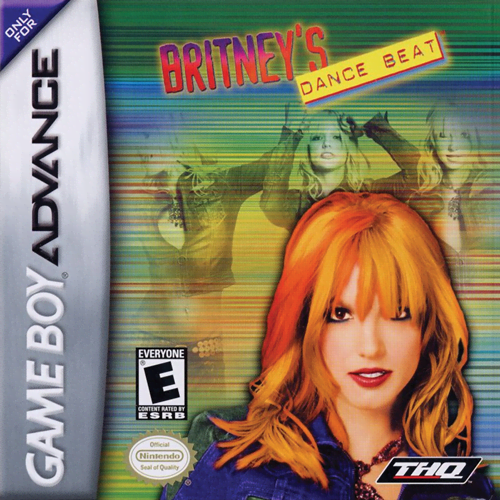 ONLY
FOR
GAME BOY ADVANCE
BRITNEY'S
DANCE BEAT
EVERYONE
E
CONTENT RATED BY
ESRB
Official
Nintendo
Seal of Quality
THQ